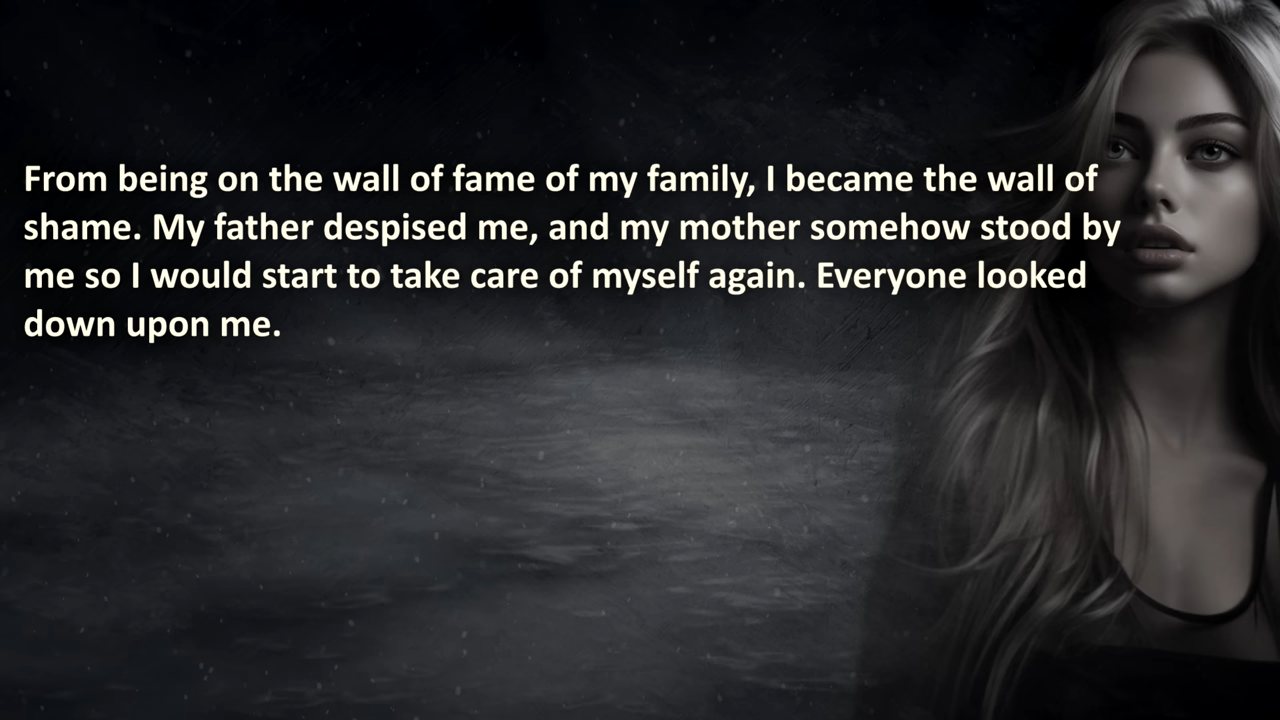 From being on the wall of fame of my family, I became the wall of
shame. My father despised me, and my mother somehow stood by
me so I would start to take care of myself again. Everyone looked
down upon me.